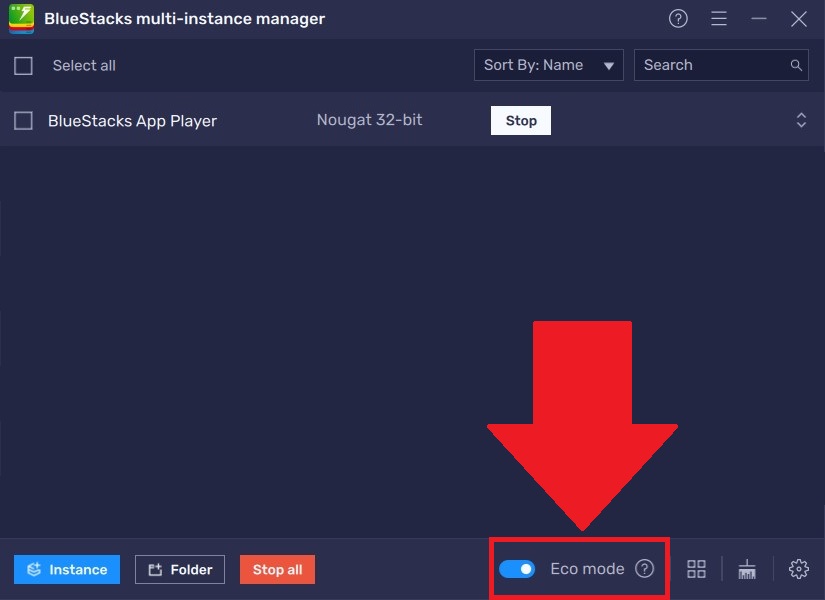 BlueStacks multi-instance manager
Select all
Sort By: Name
Search
BlueStacks App Player
Nougat 32-bit
Stop
Instance
Folder
Stop all
Eco mode